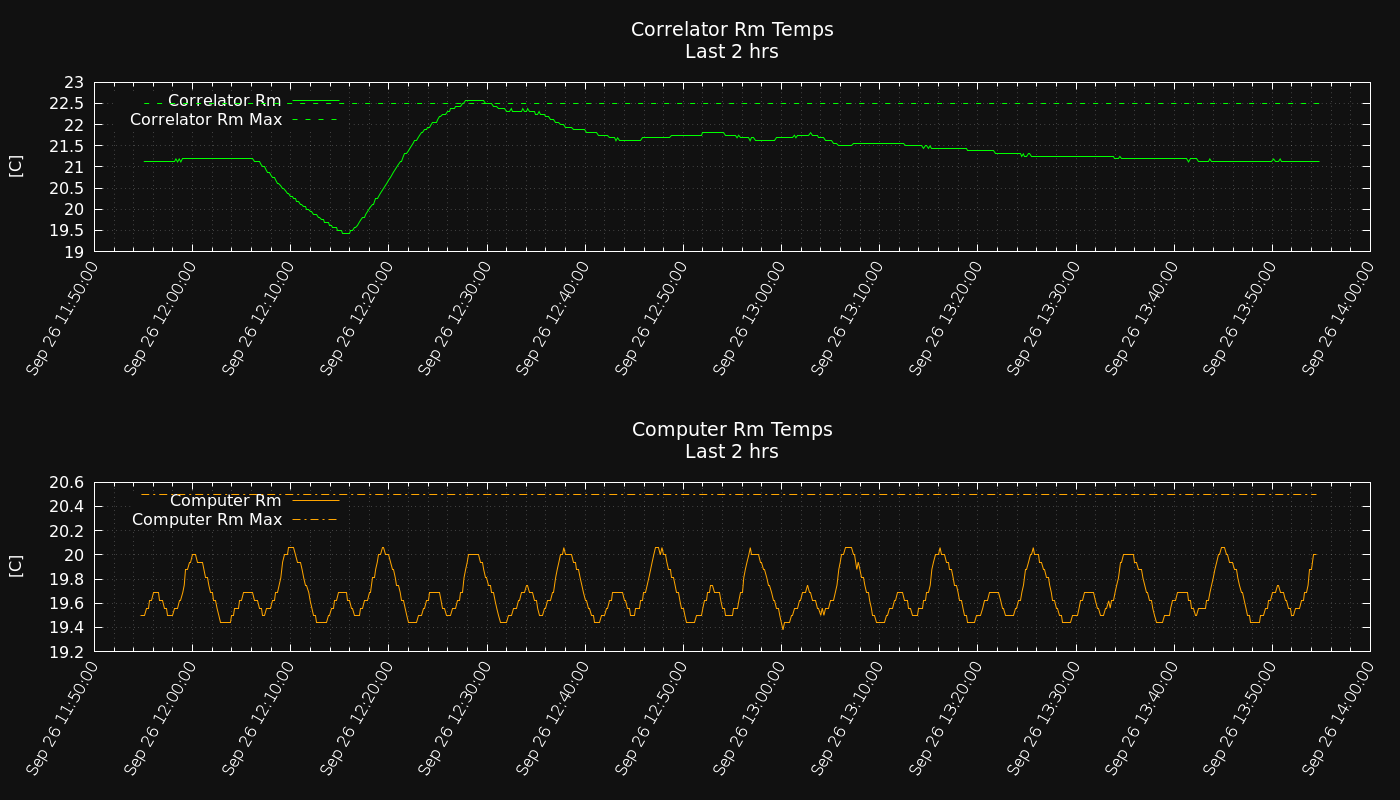 Correlator Rm Temps
Last 2 hrs
23
22.5
22
21.5
21
20.5
20
19.5
19
[C]
Correlator Rm
Correlator Rm Max
Sep 26 11:50:00
Sep 26 12:00:00
Sep 26 12:10:00
Sep 26 12:20:00
Sep 26 12:30:00
Sep 26 12:40:00
Sep 26 12:50:00
Sep 26 13:00:00
Sep 26 13:10:00
Sep 26 13:20:00
Sep 26 13:30:00
Sep 26 13:40:00
Sep 26 13:50:00
Sep 26 14:00:00
Computer Rm Temps
Last 2 hrs
20.6
20.4
20.2
20
19.8
19.6
19.4
19.2
[C]
Computer Rm
Computer Rm Max
Sep 26 11:50:00
Sep 26 12:00:00
Sep 26 12:10:00
Sep 26 12:20:00
Sep 26 12:30:00
Sep 26 12:40:00
Sep 26 12:50:00
Sep 26 13:00:00
Sep 26 13:10:00
Sep 26 13:20:00
Sep 26 13:30:00
Sep 26 13:40:00
Sep 26 13:50:00
Sep 26 14:00:00